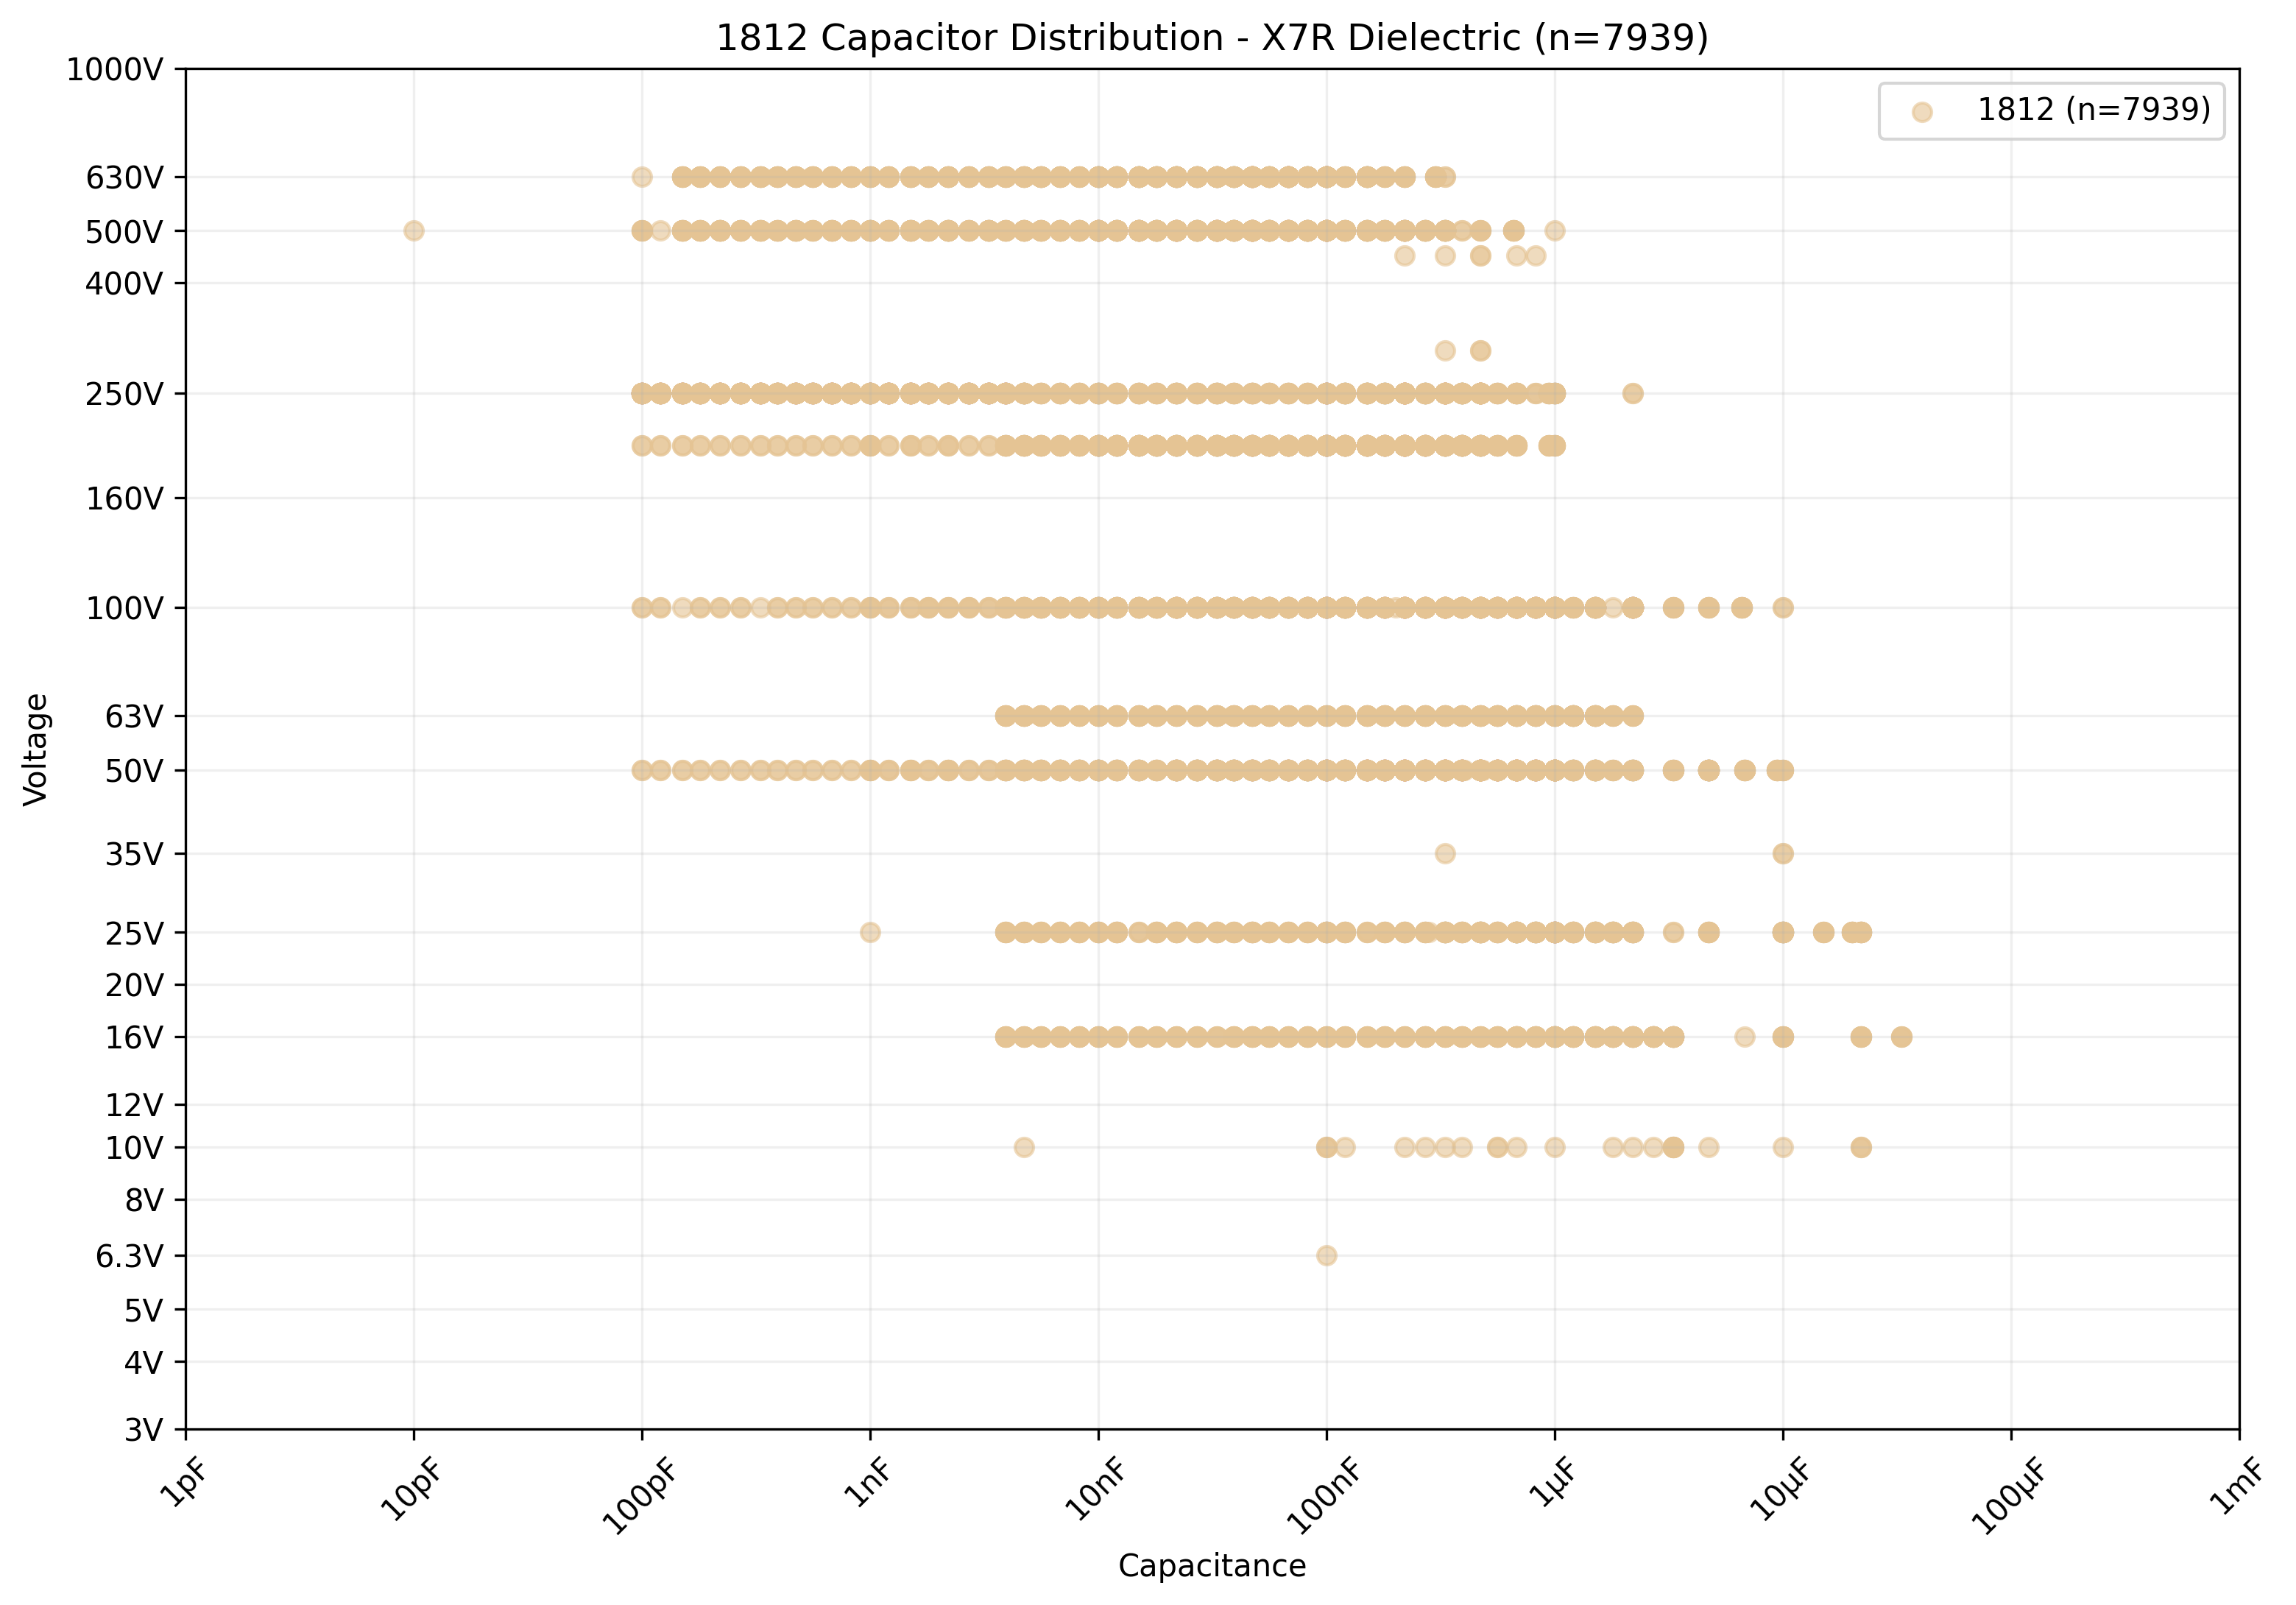 1812 Capacitor Distribution - X7R Dielectric (n=7939)
1812 (n=7939)
Voltage
1000V
630V
500V
400V
250V
160V
100V
63V
50V
35V
25V
20V
16V
12V
10V
8V
6.3V
5V
4V
3V
1pF
10pF
100pF
1nF
10nF
100nF
1μF
10μF
100μF
1mF
Capacitance